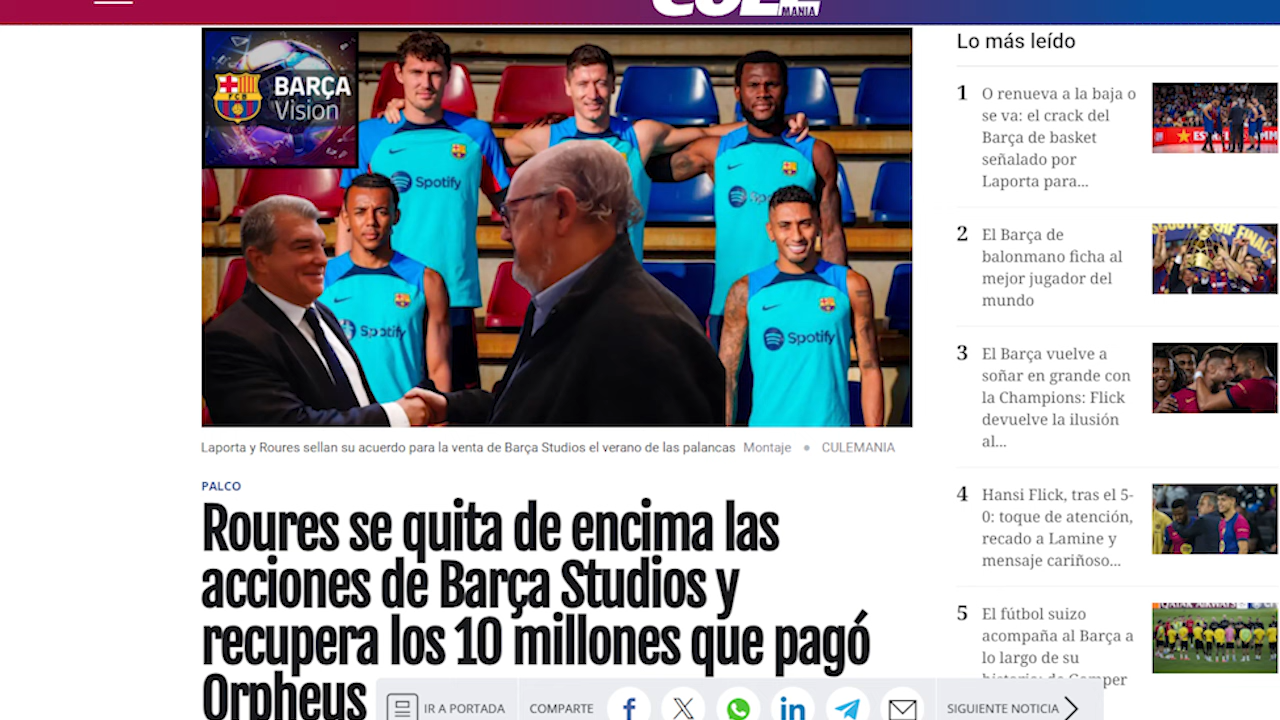 MANIA
BARÇA
Vision
FCB
Spotify
Spotify
Spotify
Spotify
Laporta y Roures sellan su acuerdo para la venta de Barça Studios el verano de las palancas Montaje • CULEMANIA
PALCO
Roures se quita de encima las
acciones de Barça Studios y
recupera los 10 millones que pagó
Orpheus
Lo más leído
1 O renueva a la baja o
se va: el crack del
Barça de basket
señalado por
Laporta para...
2 El Barça de
balonmano ficha al
mejor jugador del
mundo
3 El Barça vuelve a
soñar en grande con
la Champions: Flick
devuelve la ilusión
al...
4 Hansi Flick, tras el 5-
0: toque de atención,
recado a Lamine y
mensaje cariñoso...
5 El fútbol suizo
acompaña al Barça a
lo largo de su
IR A PORTADA
COMPARTE
SIGUIENTE NOTICIA